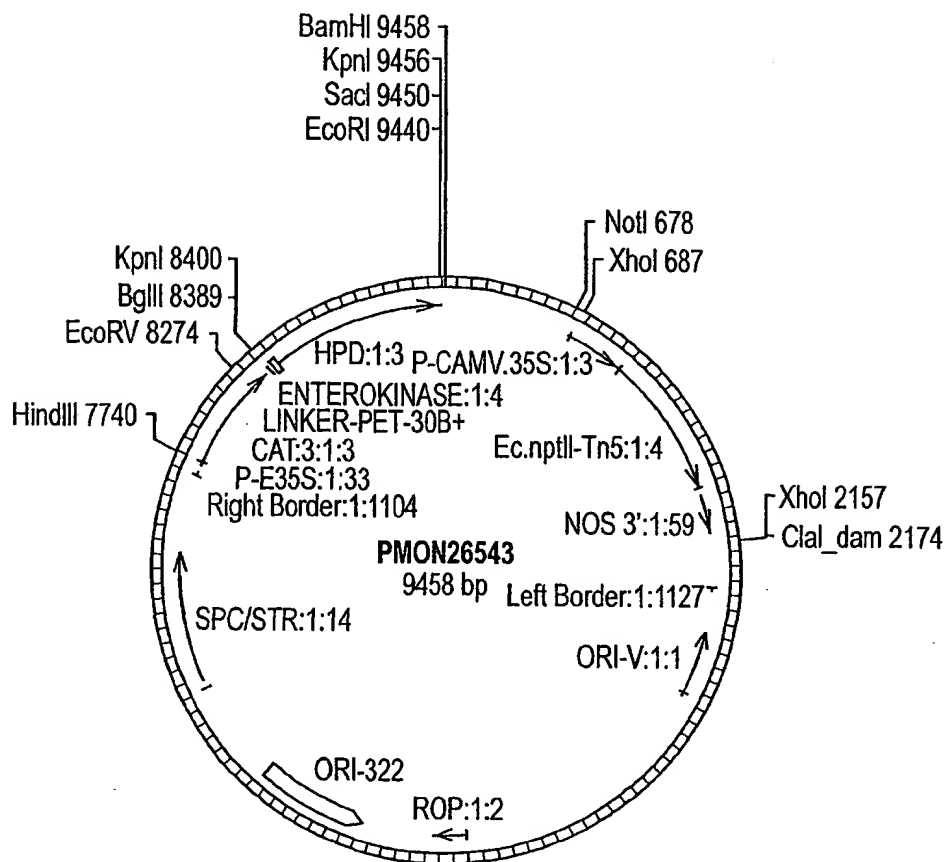 BamHI 9458
KpnI 9456
SacI 9450
EcoRI 9440
NotI 678
XhoI 687
KpnI 8400
BglII 8389
EcoRV 8274
HindIII 7740
HPD:1:3
P-CAMV.35S:1:3
ENTEROKINASE:1:4
LINKER-PET-30B+
CAT:3:1:3
P-E35S:1:33
Right Border:1:1104
Ec.nptII-Tn5:1:4
NOS 3':1:59
XhoI 2157
ClaI_dam 2174
PMON26543
9458 bp
Left Border:1:1127
SPC/STR:1:14
ORI-V:1:1
ORI-322
ROP:1:2